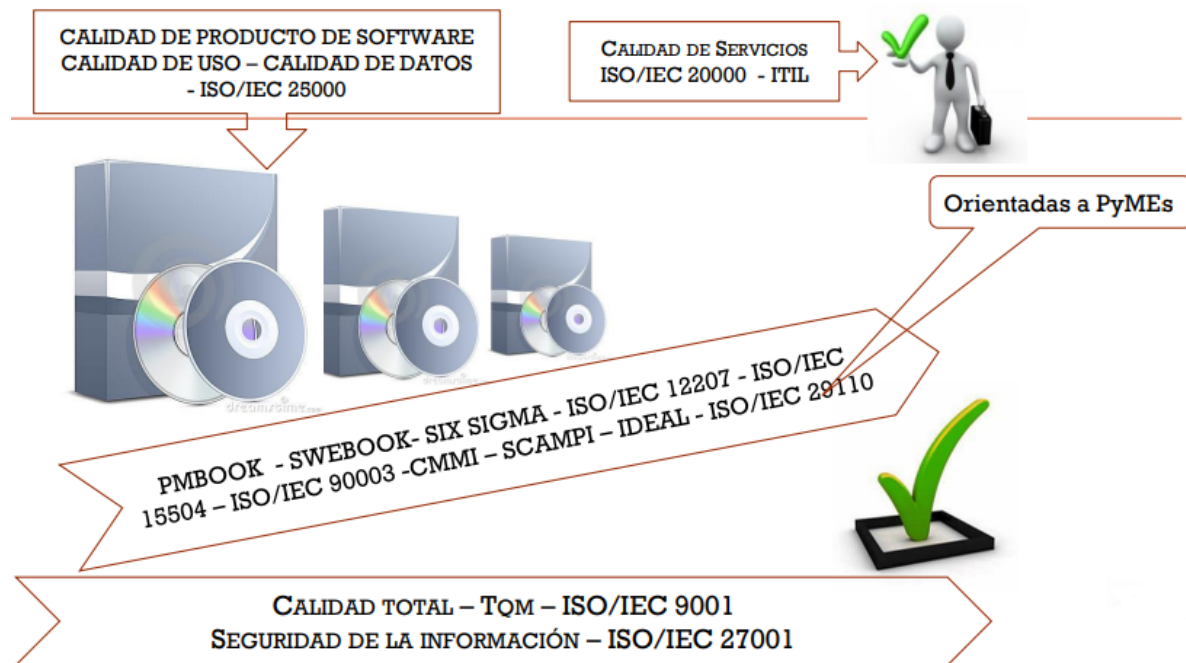 CALIDAD DE PRODUCTO DE SOFTWARE
CALIDAD DE USO – CALIDAD DE DATOS
- ISO/IEC 25000
CALIDAD DE SERVICIOS
ISO/IEC 20000 - ITIL
Orientadas a PyMEs
dreamstime
PMBOOK - SWEBOOK- SIX SIGMA - ISO/IEC 12207 - ISO/IEC
15504 – ISO/IEC 90003 -CMMI – SCAMPI – IDEAL - ISO/IEC 29110
CALIDAD TOTAL – TQM – ISO/IEC 9001
SEGURIDAD DE LA INFORMACIÓN – ISO/IEC 27001